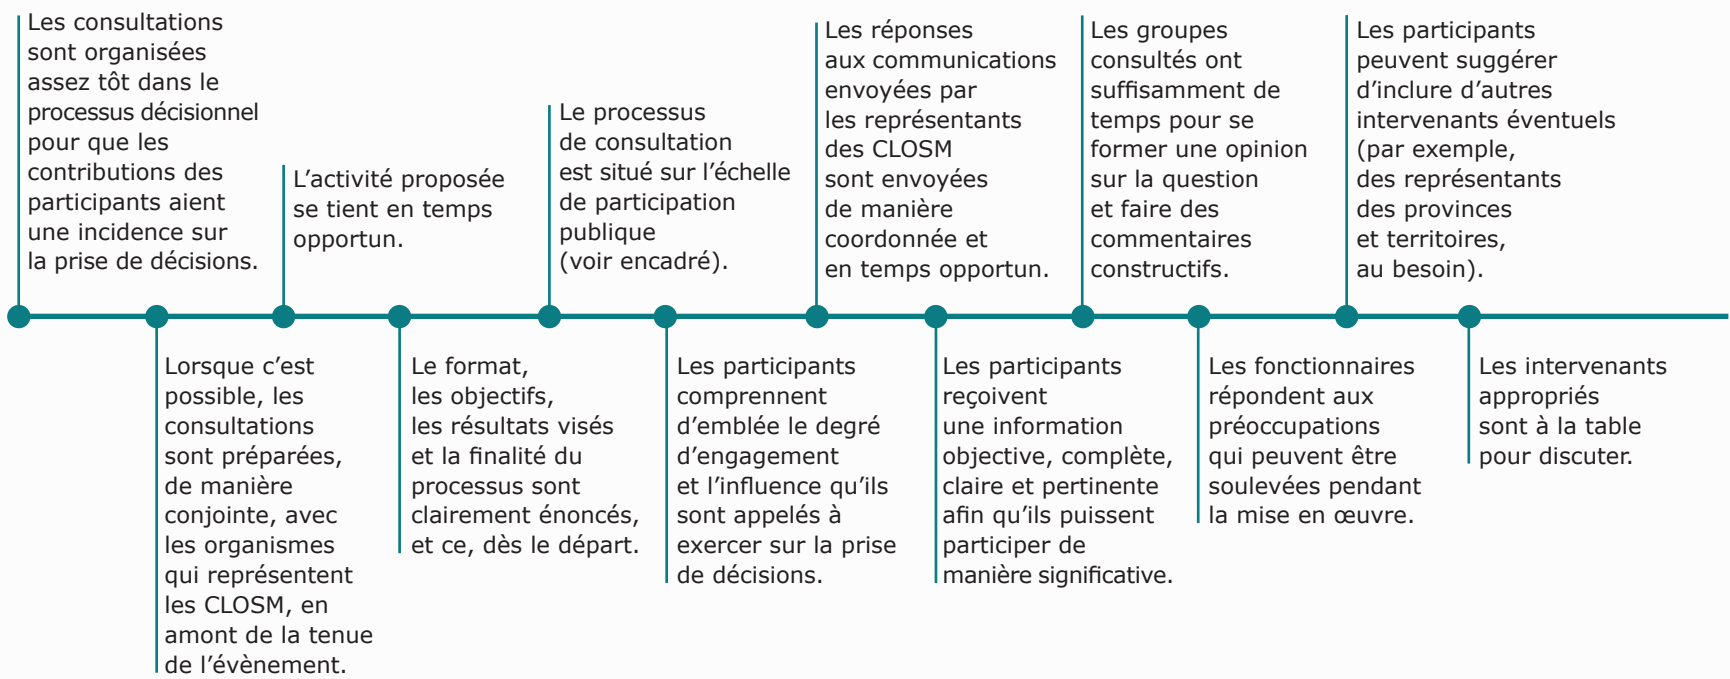 Les consultations
sont organisées
assez tôt dans le
processus décisionnel
pour que les
contributions des
participants aient
une incidence sur
la prise de décisions.
Lorsque c’est
possible, les
consultations
sont préparées,
de manière
conjointe, avec
les organismes
qui représentent
les CLOSM, en
amont de la tenue
de l’évènement.
L’activité proposée
se tient en temps
opportun.
Le format,
les objectifs,
les résultats visés
et la finalité du
processus sont
clairement énoncés,
et ce, dès le départ.
Le processus
de consultation
est situé sur l’échelle
de participation
publique
(voir encadré).
Les participants
comprennent
d’emblée le degré
d’engagement
et l’influence qu’ils
sont appelés à
exercer sur la prise
de décisions.
Les réponses
aux communications
envoyées par
les représentants
des CLOSM
sont envoyées
de manière
coordonnée et
en temps opportun.
Les participants
reçoivent
une information
objective, complète,
claire et pertinente
afin qu’ils puissent
participer de
manière significative.
Les groupes
consultés ont
suffisamment de
temps pour se
former une opinion
sur la question
et faire des
commentaires
constructifs.
Les fonctionnaires
répondent aux
préoccupations
qui peuvent être
soulevées pendant
la mise en œuvre.
Les participants
peuvent suggérer
d’inclure d’autres
intervenants éventuels
(par exemple,
des représentants
des provinces
et territoires,
au besoin).
Les intervenants
appropriés
sont à la table
pour discuter.